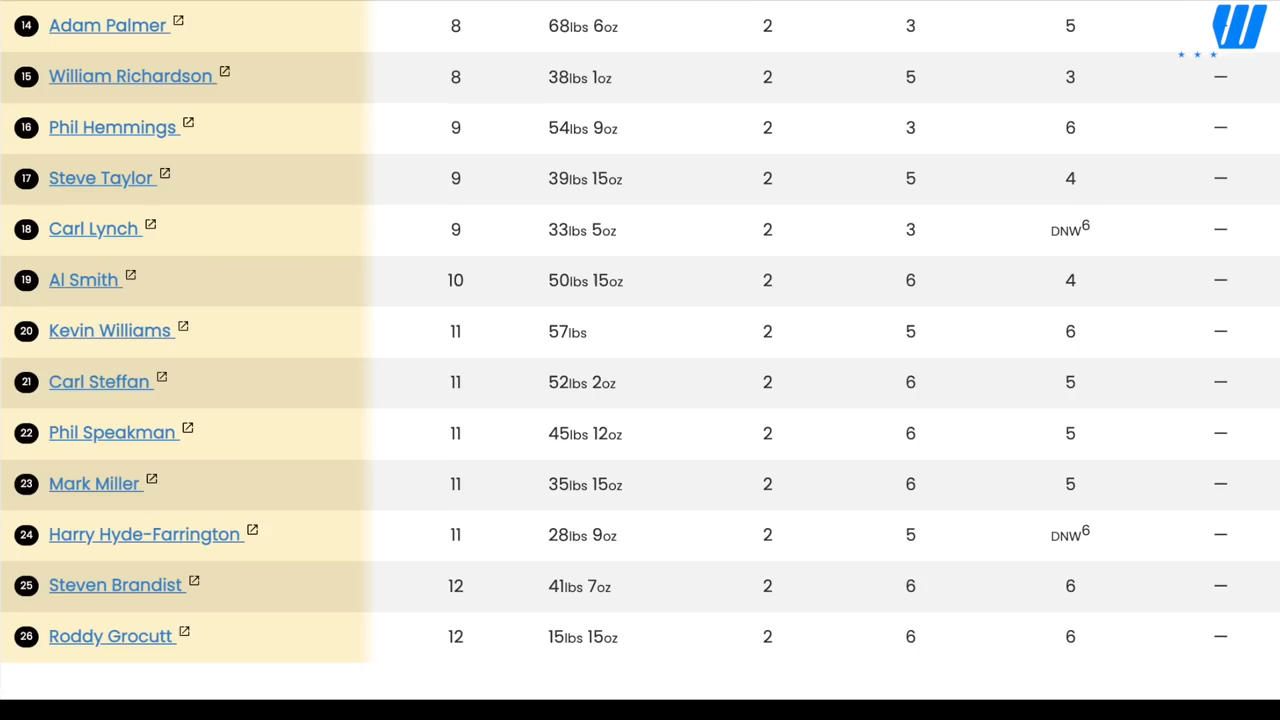 14 Adam Palmer 8 68lbs 6oz 2 3 5
15 William Richardson 8 38lbs 1oz 2 5 3 —
16 Phil Hemmings 9 54lbs 9oz 2 3 6 —
17 Steve Taylor 9 39lbs 15oz 2 5 4 —
18 Carl Lynch 9 33lbs 5oz 2 3 DNW6 —
19 Al Smith 10 50lbs 15oz 2 6 4 —
20 Kevin Williams 11 57lbs 2 5 6 —
21 Carl Steffan 11 52lbs 2oz 2 6 5 —
22 Phil Speakman 11 45lbs 12oz 2 6 5 —
23 Mark Miller 11 35lbs 15oz 2 6 5 —
24 Harry Hyde-Farrington 11 28lbs 9oz 2 5 DNW6 —
25 Steven Brandist 12 41lbs 7oz 2 6 6 —
26 Roddy Grocutt 12 15lbs 15oz 2 6 6 —